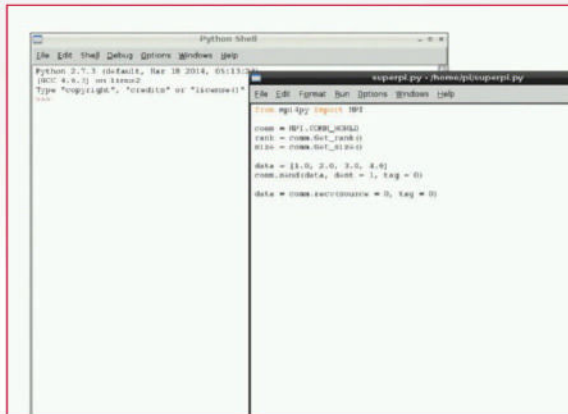 Python Shell
File Edit Shell Debug Options Windows Help
Python 2.7.3 (default, Mar 18 2014, 05:13:23)
[GCC 4.6.3] on linux2
Type "copyright", "credits" or "license()"
>>>
superpi.py - /home/pi/superpi.py
File Edit Format Run Options Windows Help
from mpi4py import MPI
comm = MPI.COMM_WORLD
rank = comm.Get_rank()
size = comm.Get_size()
data = [1.0, 2.0, 3.0, 4.0]
comm.send(data, dest = 1, tag = 0)
data = comm.recv(source = 0, tag = 0)